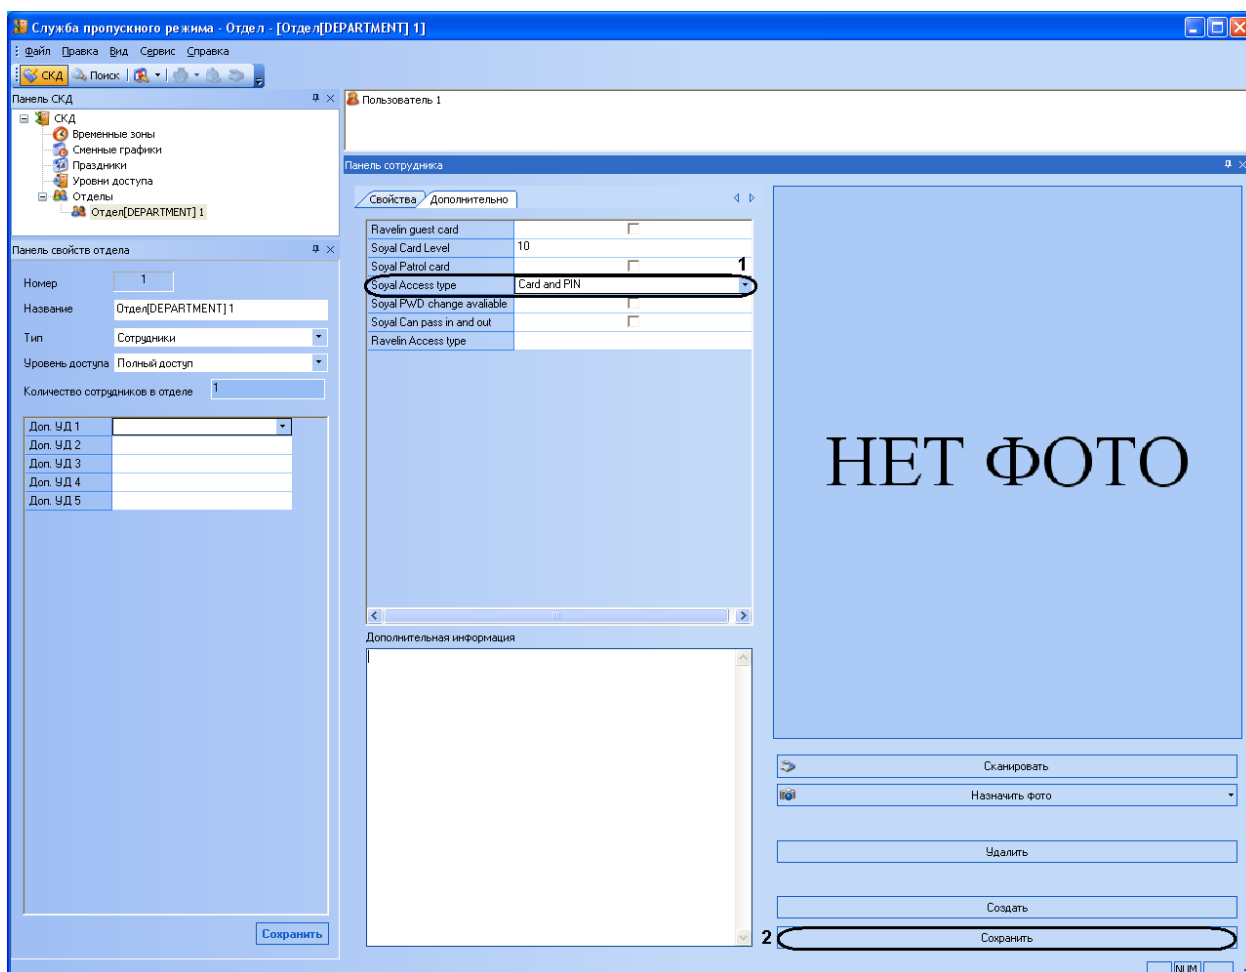 Служба пропускного режима - Отдел - [Отдел[DEPARTMENT] 1]
Файл Правка Вид Сервис Справка
СКД Поиск
Панель СКД
СКД
Временные зоны
Сменные графики
Праздники
Уровни доступа
Отделы
Отдел[DEPARTMENT] 1
Панель свойств отдела
Номер 1
Название Отдел[DEPARTMENT] 1
Тип Сотрудники
Уровень доступа Полный доступ
Количество сотрудников в отделе 1
Доп. УД 1
Доп. УД 2
Доп. УД 3
Доп. УД 4
Доп. УД 5
Сохранить
Пользователь 1
Панель сотрудника
Свойства Дополнительно
Ravelin guest card
Soyal Card Level 10
Soyal Patrol card
1
Soyal Access type Card and PIN
Soyal PWD change avaliable
Soyal Can pass in and out
Ravelin Access type
Дополнительная информация
НЕТ ФОТО
Сканировать
Назначить фото
Удалить
Создать
2 Сохранить
NUM